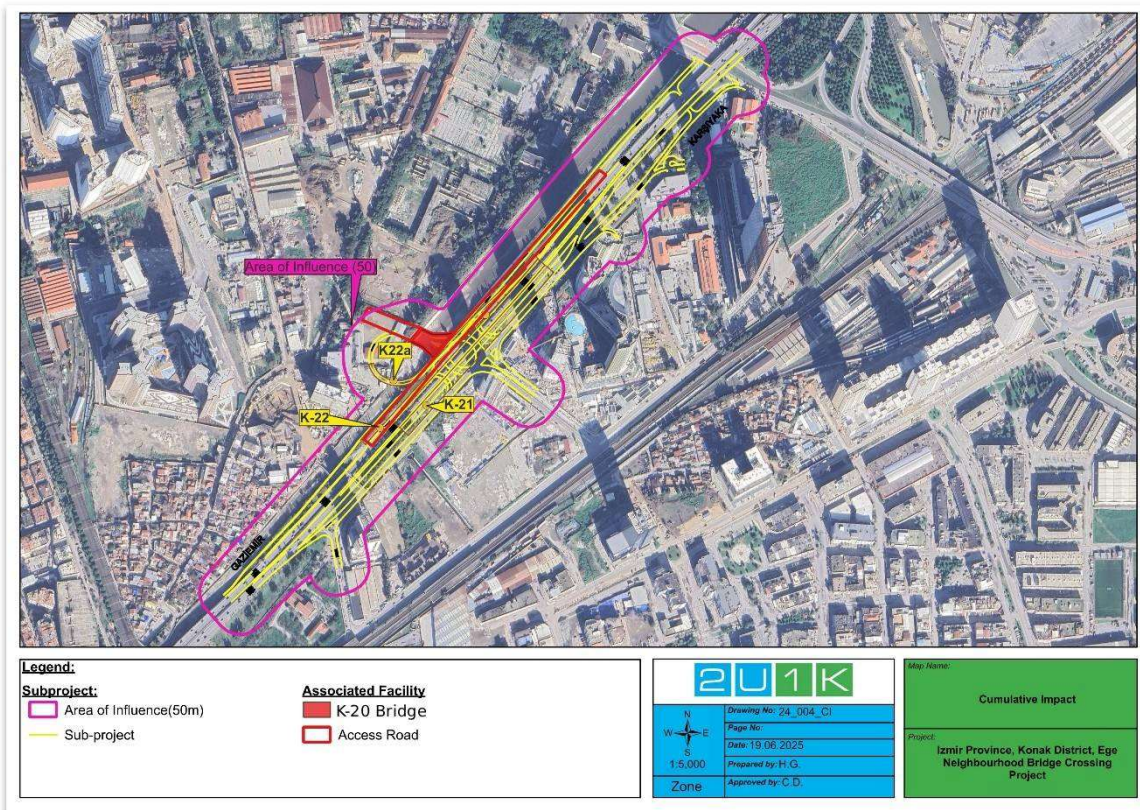 KARŞIYAKA
Area of Influence (50)
K22a
K-22
K-21
GAZİEMİR
Legend:
Subproject:
Area of Influence(50m)
Sub-project
Associated Facility
K-20 Bridge
Access Road
2U1K
N
W E
S
1:5,000
Zone
Drawing No: 24_004_CI
Page No:
Date: 19.06.2025
Prepared by: H.G.
Approved by: C.D.
Map Name:
Cumulative Impact
Project:
Izmir Province, Konak District, Ege
Neighbourhood Bridge Crossing
Project